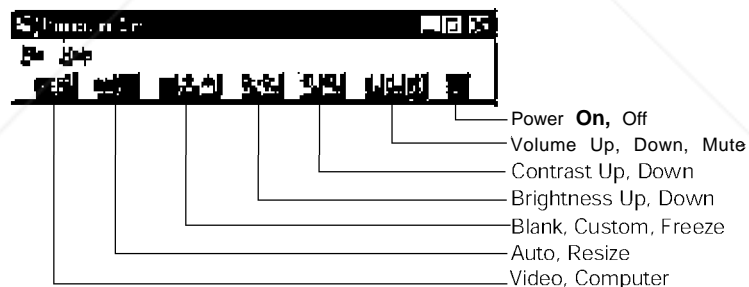 Help
Power On, Off
Volume Up, Down, Mute
Contrast Up, Down
Brightness Up, Down
Blank, Custom, Freeze
Auto, Resize
Video, Computer